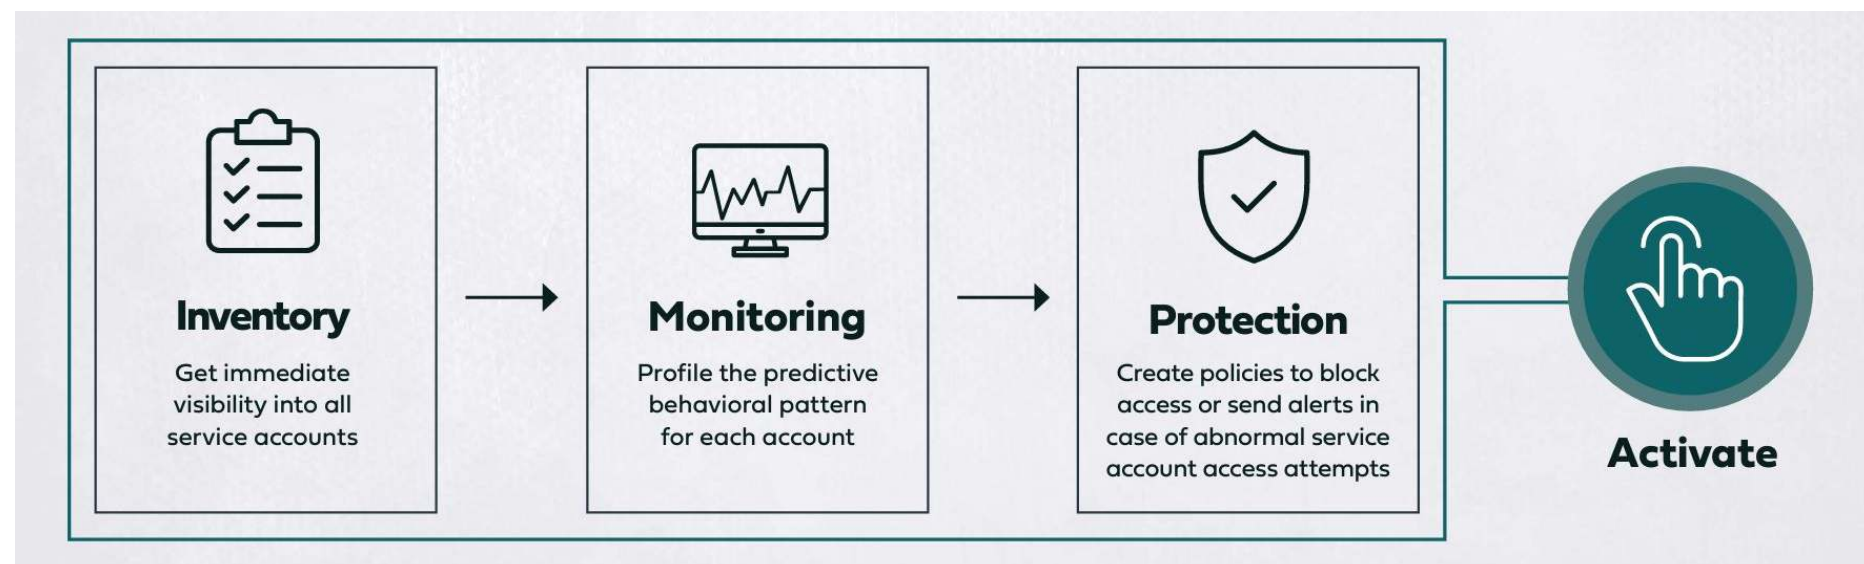 Inventory
Get immediate
visibility into all
service accounts
Monitoring
Profile the predictive
behavioral pattern
for each account
Protection
Create policies to block
access or send alerts in
case of abnormal service
account access attempts
Activate